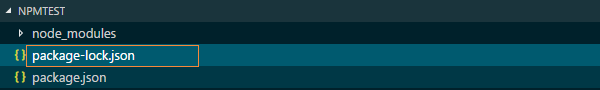 NPMTEST
node_modules
{} package-lock.json
{} package.json